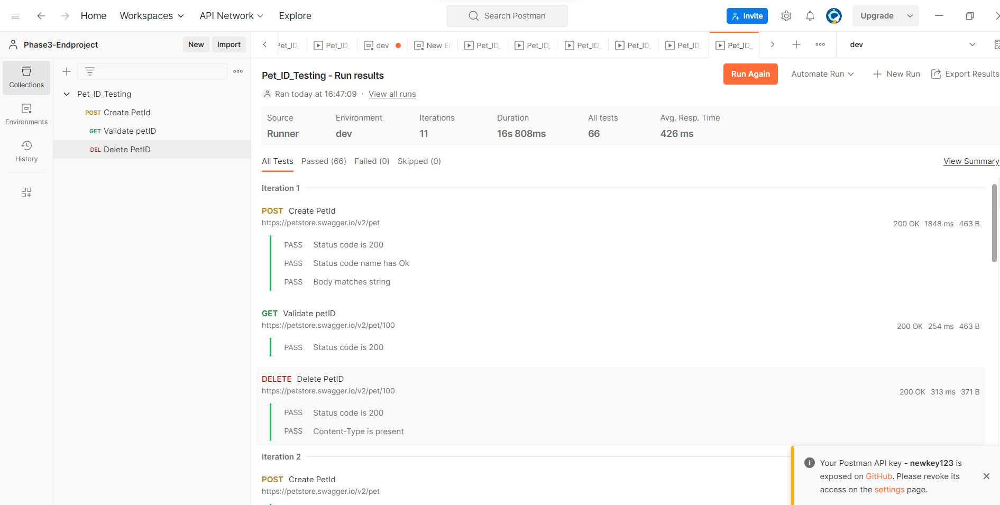 Home Workspaces API Network Explore Search Postman Invite Upgrade
Phase3-Endproject New Import
Pet_ID_ Pet_ID_ dev New Er Pet_ID_ Pet_ID_ Pet_ID_ Pet_ID_ Pet_ID_ Pet_ID_ dev
Collections
Environments
History
Pet_ID_Testing
POST Create PetId
GET Validate petID
DEL Delete PetID
Pet_ID_Testing - Run results
Run Again Automate Run New Run Export Results
Ran today at 16:47:09 · View all runs
Source Environment Iterations Duration All tests Avg. Resp. Time
Runner dev 11 16s 808ms 66 426 ms
All Tests Passed (66) Failed (0) Skipped (0) View Summary
Iteration 1
POST Create PetId
https://petstore.swagger.io/v2/pet
200 OK 1848 ms 463 B
PASS Status code is 200
PASS Status code name has Ok
PASS Body matches string
GET Validate petID
https://petstore.swagger.io/v2/pet/100
200 OK 254 ms 463 B
PASS Status code is 200
DELETE Delete PetID
https://petstore.swagger.io/v2/pet/100
200 OK 313 ms 371 B
PASS Status code is 200
PASS Content-Type is present
Iteration 2
POST Create PetId
https://petstore.swagger.io/v2/pet
Your Postman API key - newkey123 is
exposed on GitHub. Please revoke its
access on the settings page.